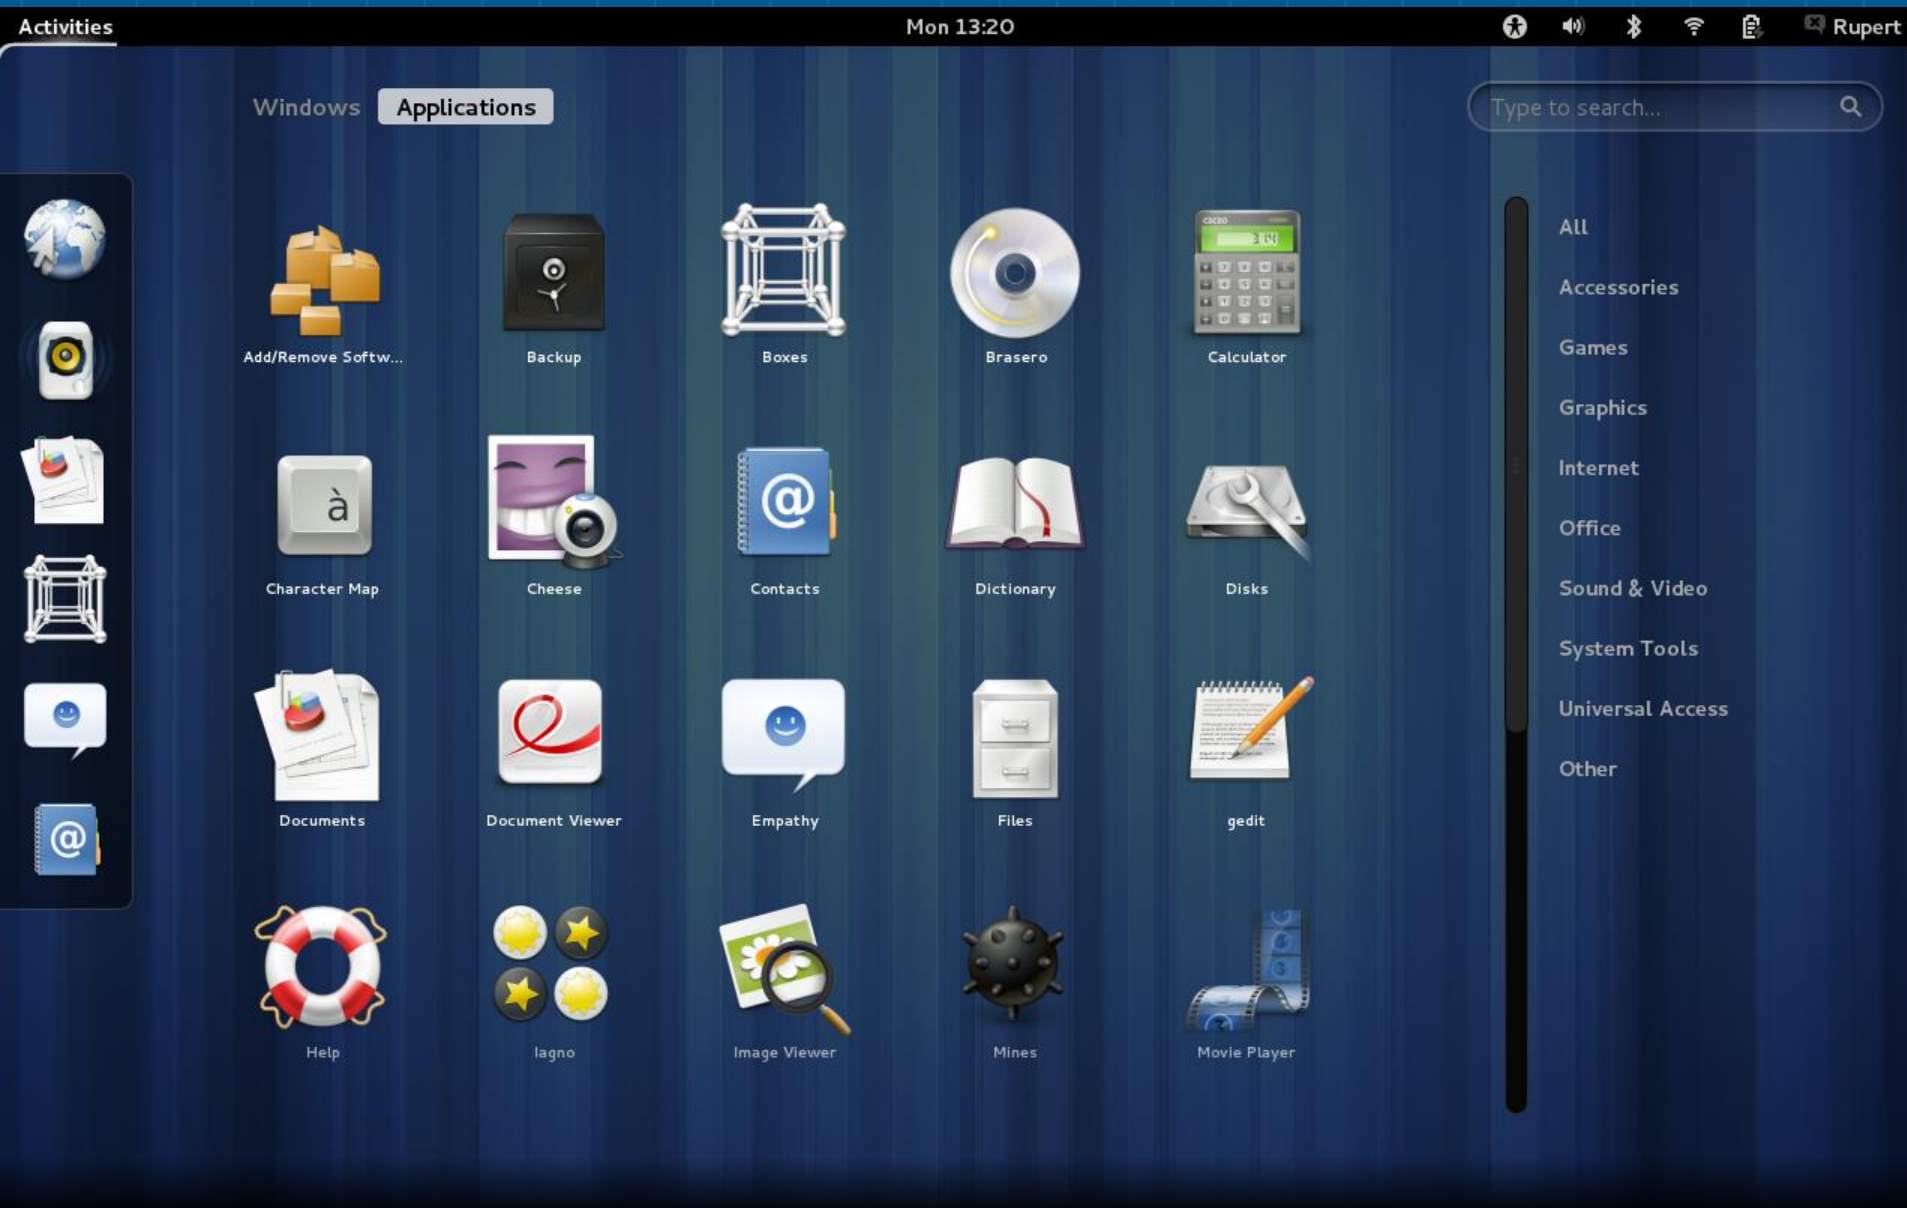 Activities
Mon 13:20
Rupert
Windows
Applications
Type to search...
Add/Remove Softw...
Backup
Boxes
Brasero
Calculator
3.14
Character Map
à
Cheese
Contacts
@
Dictionary
Disks
Documents
Document Viewer
Empathy
Files
gedit
Help
Iagno
Image Viewer
Mines
Movie Player
@
All
Accessories
Games
Graphics
Internet
Office
Sound & Video
System Tools
Universal Access
Other